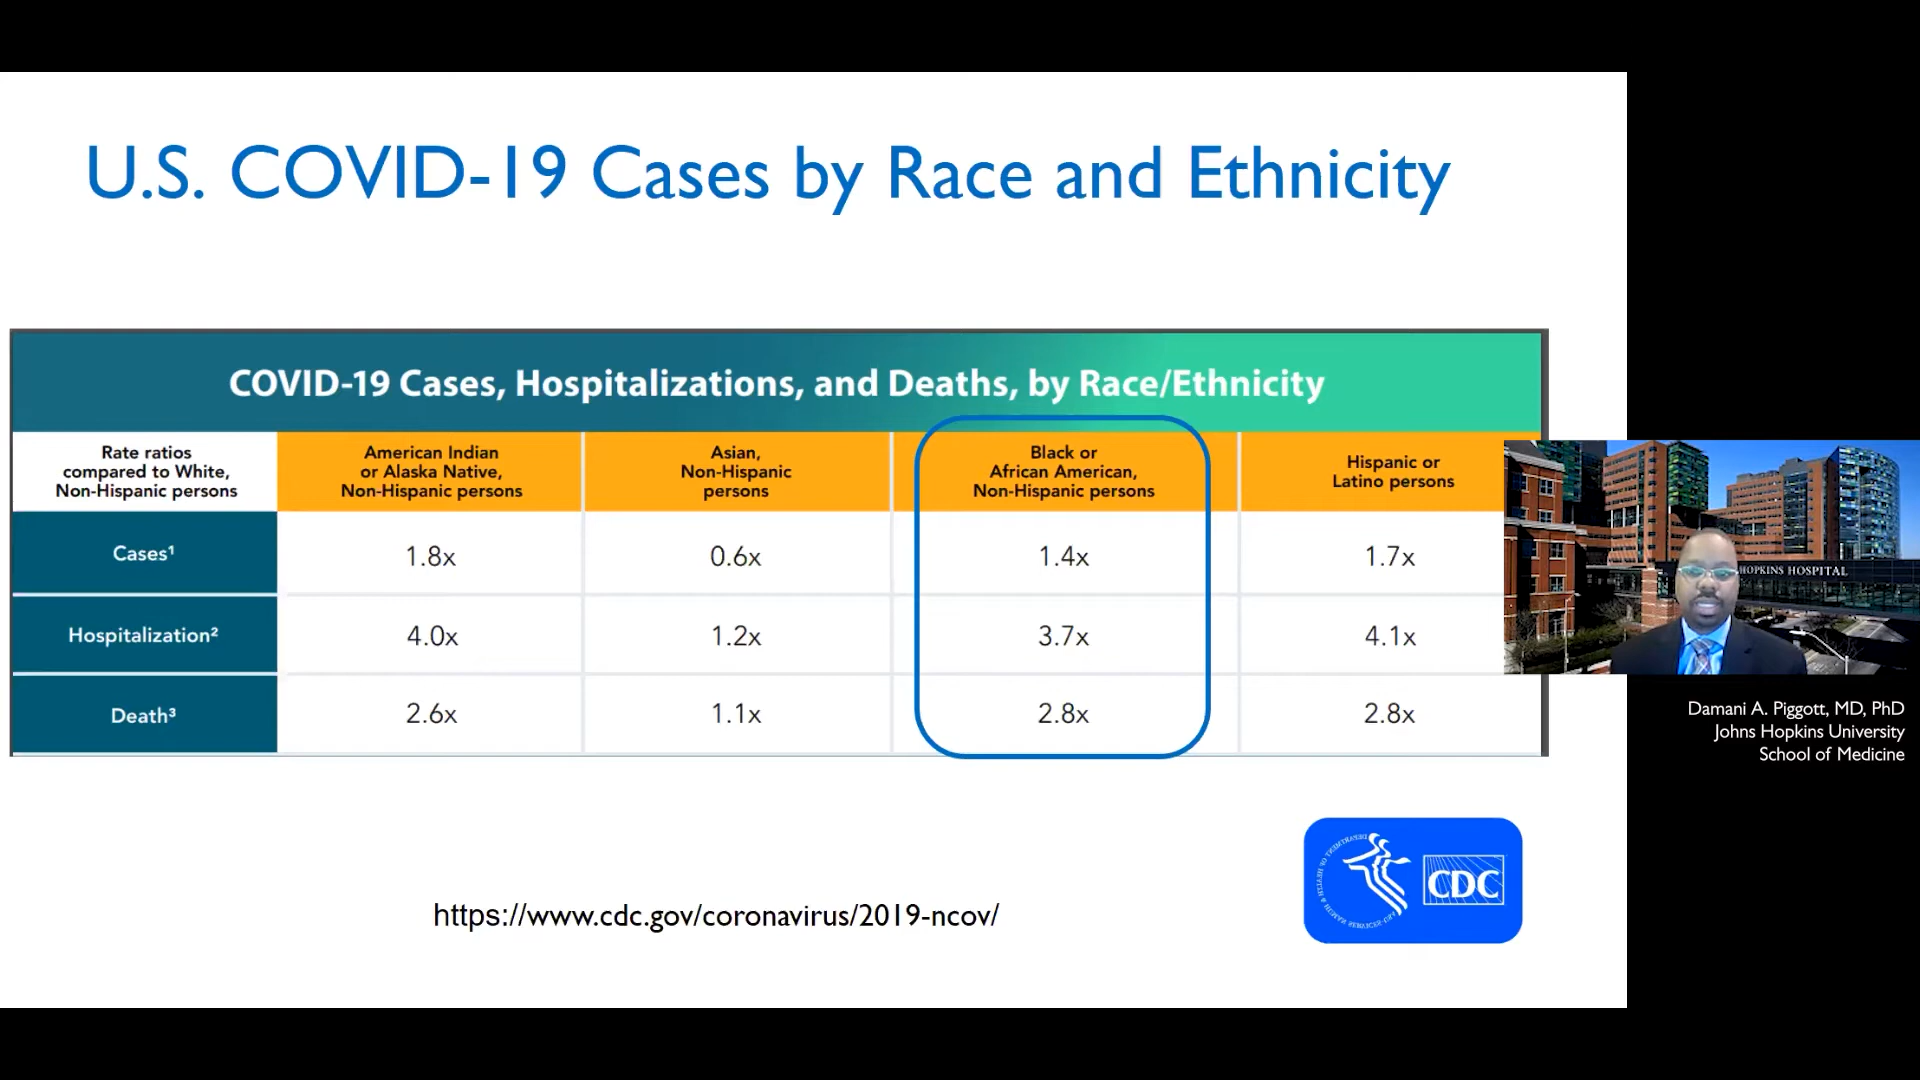 U.S. COVID-19 Cases by Race and Ethnicity
COVID-19 Cases, Hospitalizations, and Deaths, by Race/Ethnicity
Rate ratios
compared to White,
Non-Hispanic persons
American Indian
or Alaska Native,
Non-Hispanic persons
Asian,
Non-Hispanic
persons
Black or
African American,
Non-Hispanic persons
Hispanic or
Latino persons
Cases¹ 1.8x 0.6x 1.4x 1.7x
Hospitalization² 4.0x 1.2x 3.7x 4.1x
Death³ 2.6x 1.1x 2.8x 2.8x
HOPKINS HOSPITAL
Damani A. Piggott, MD, PhD
Johns Hopkins University
School of Medicine
CDC
https://www.cdc.gov/coronavirus/2019-ncov/